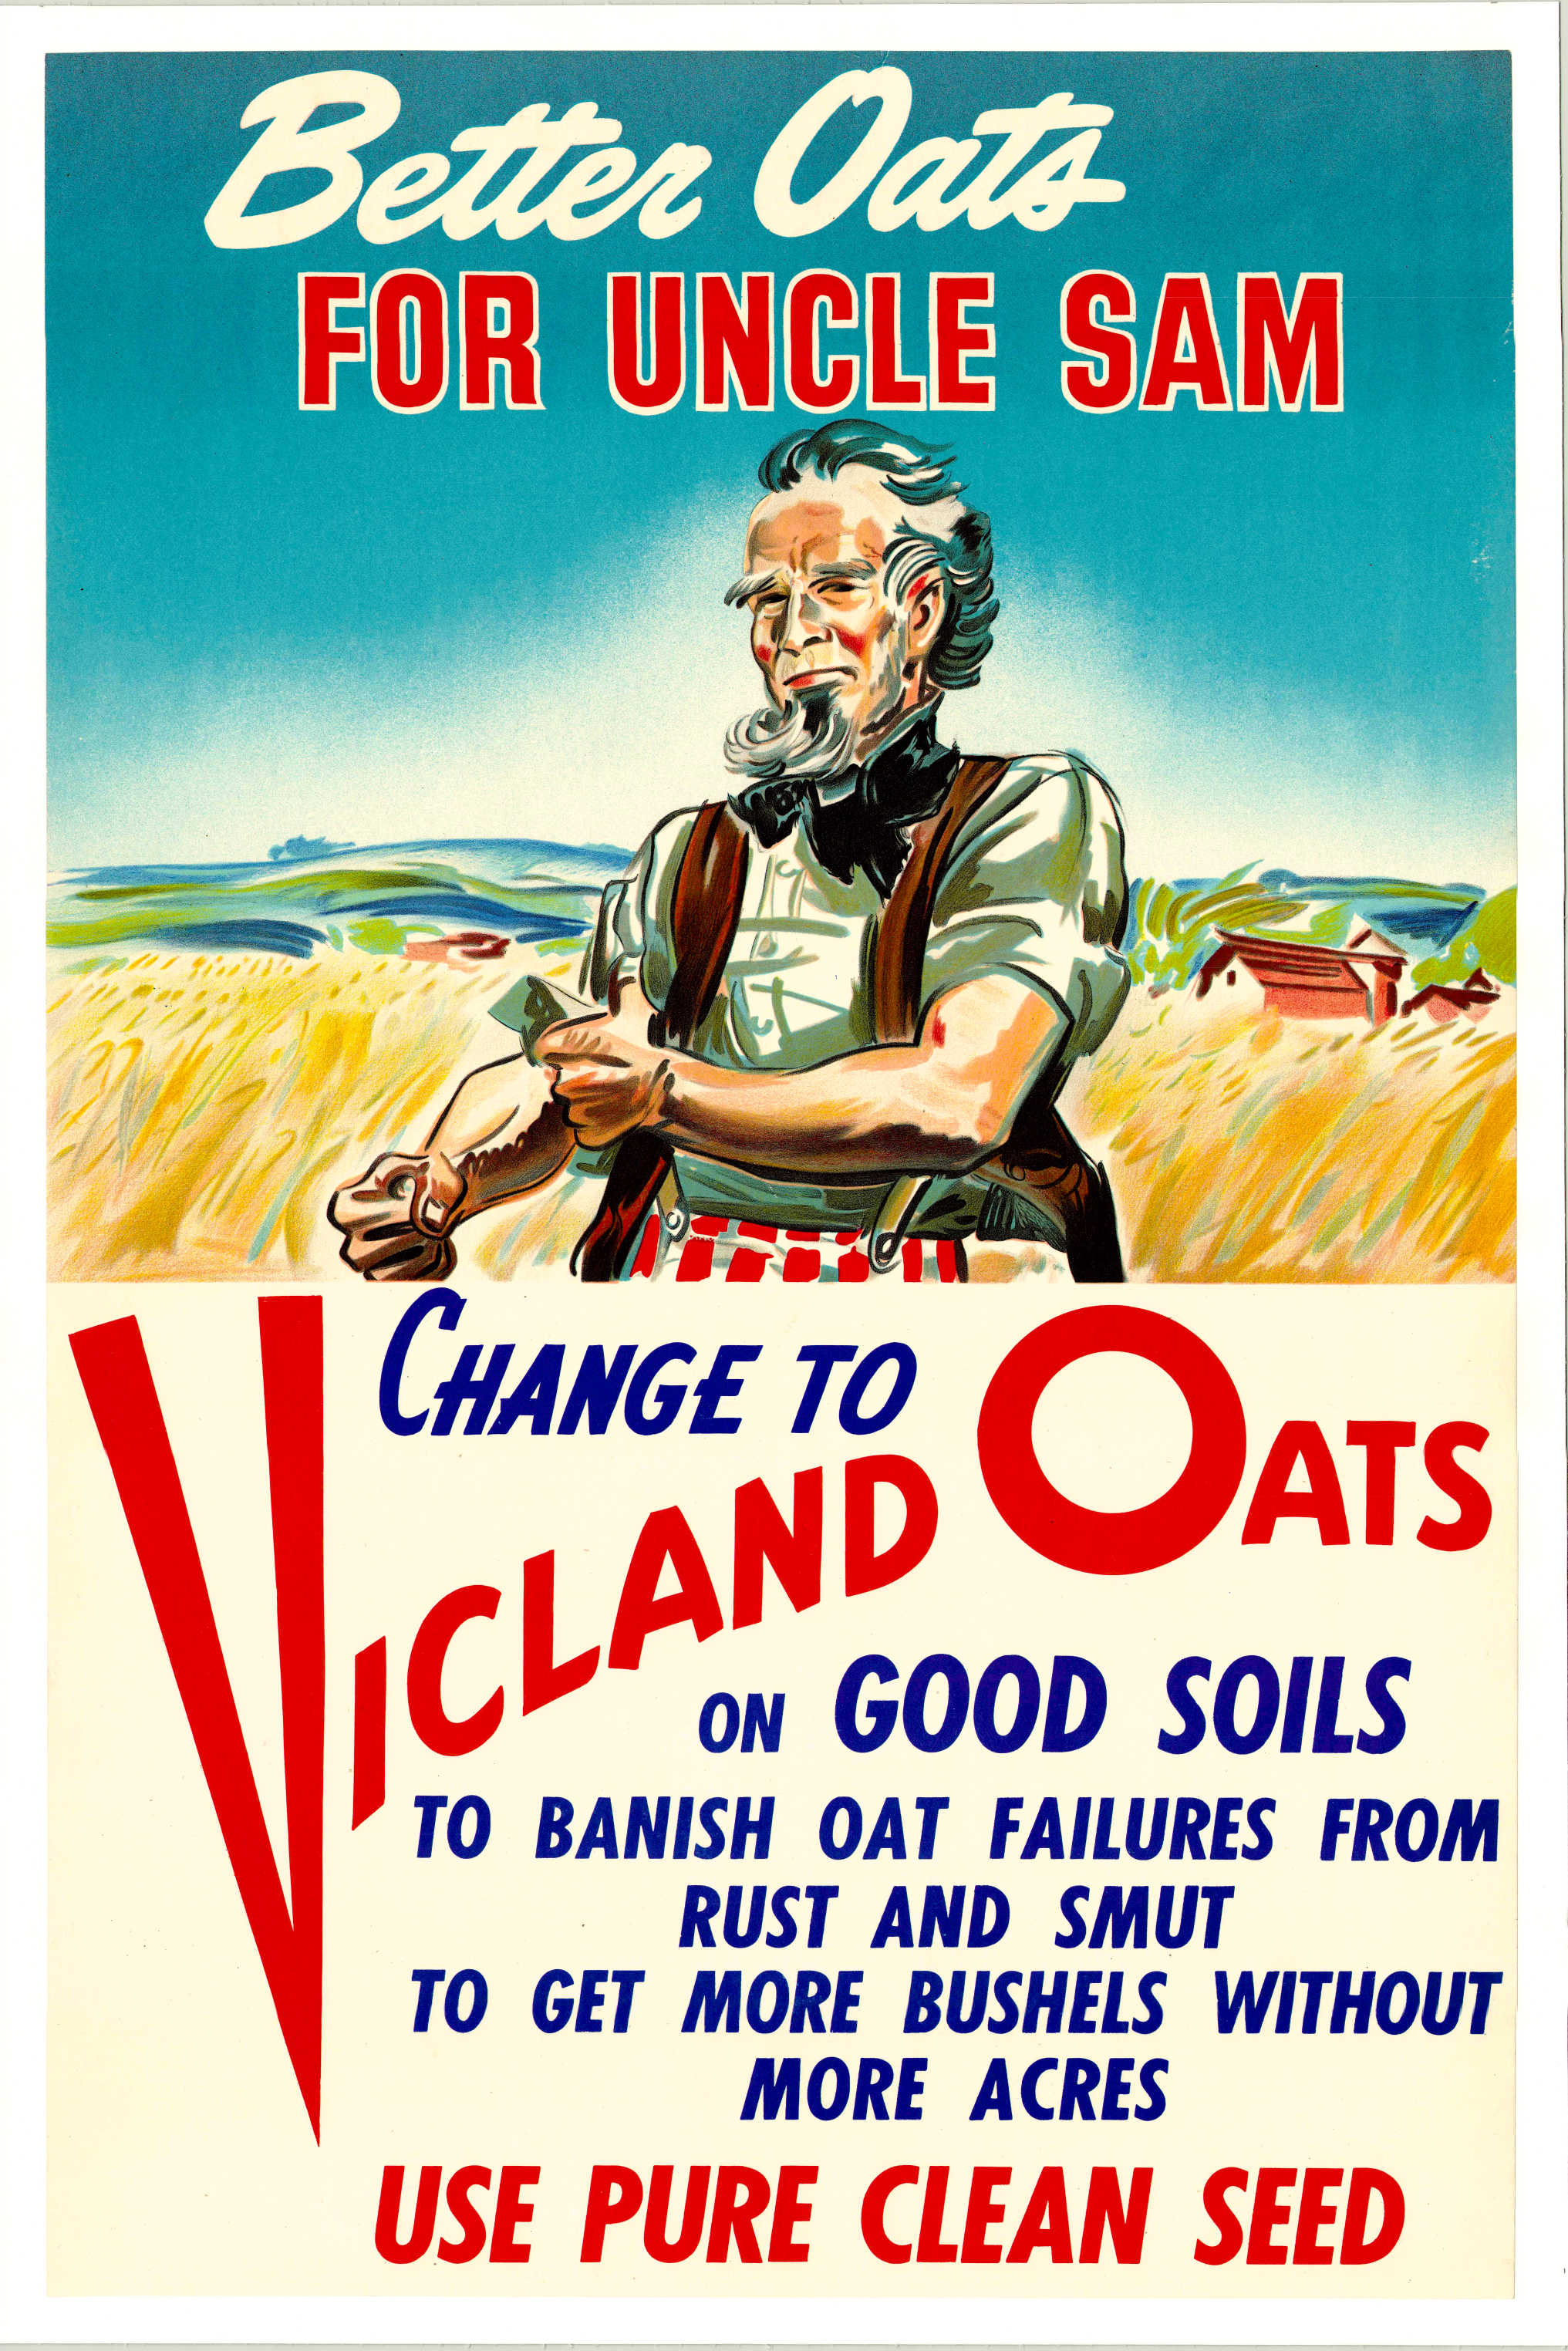 Better Oats
FOR UNCLE SAM
CHANGE TO
VICLAND OATS
ON GOOD SOILS
TO BANISH OAT FAILURES FROM
RUST AND SMUT
TO GET MORE BUSHELS WITHOUT
MORE ACRES
USE PURE CLEAN SEED